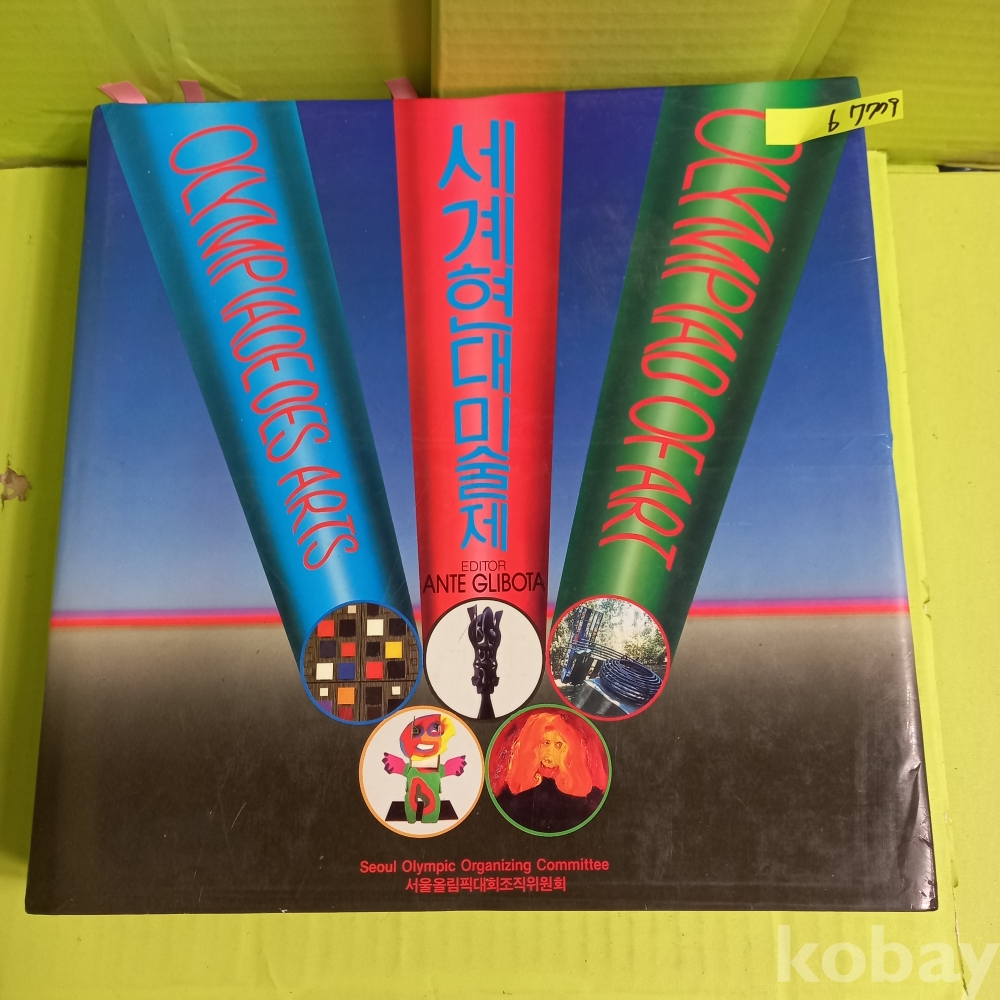 OLYMPIADE DES ARTS
세계현대미술제
OLYMPIAD OF ART
EDITOR
ANTE GLIBOTA
Seoul Olympic Organizing Committee
서울올림픽대회조직위원회
kobay